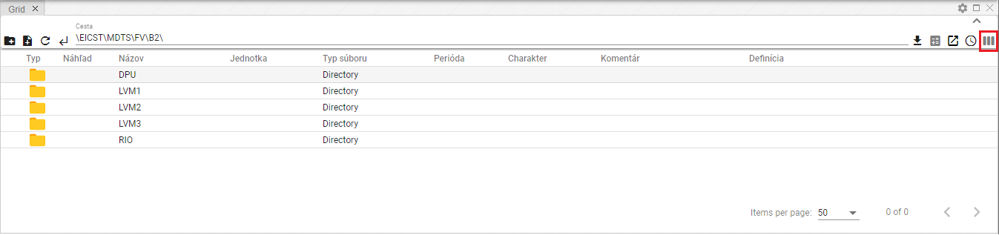 Grid
Cesta
\EICST\MDTS\FV\B2\
Typ Náhľad Názov Jednotka Typ súboru Perióda Charakter Komentár Definícia
DPU Directory
LVM1 Directory
LVM2 Directory
LVM3 Directory
RIO Directory
Items per page: 50 0 of 0